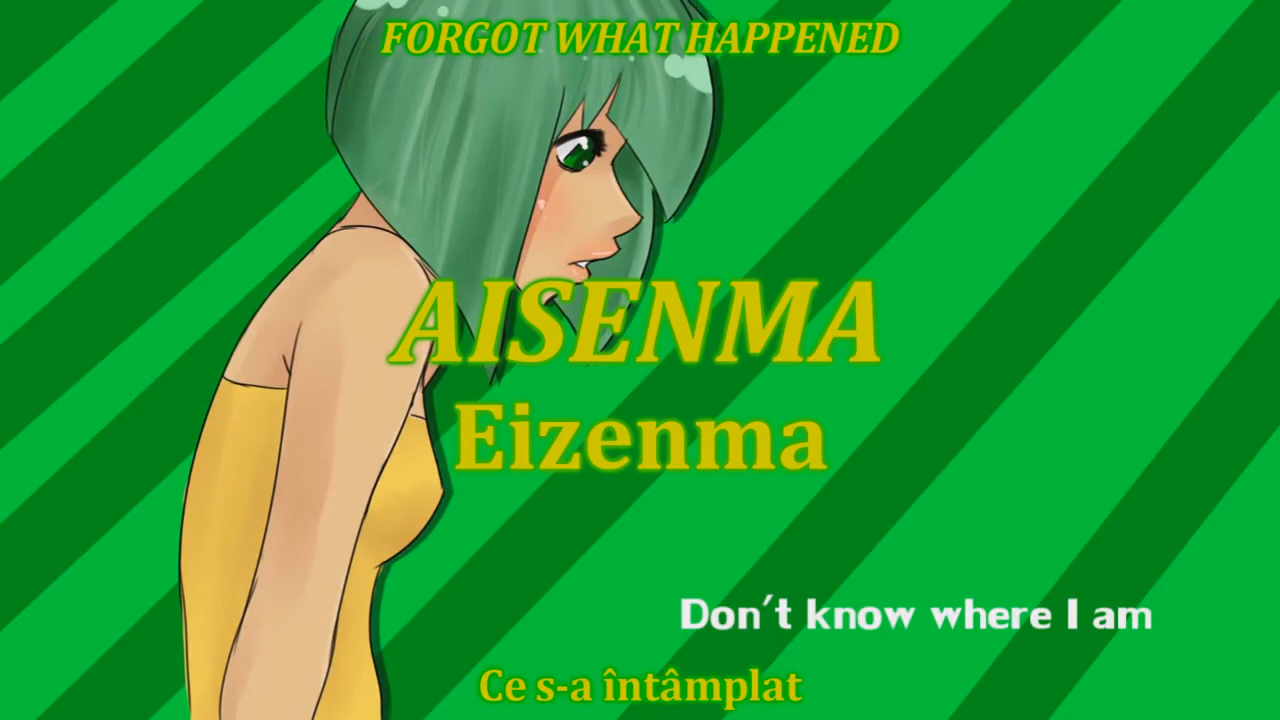 FORGOT WHAT HAPPENED
AISENMA
Eizenma
Don't know where I am
Ce s-a întâmplat